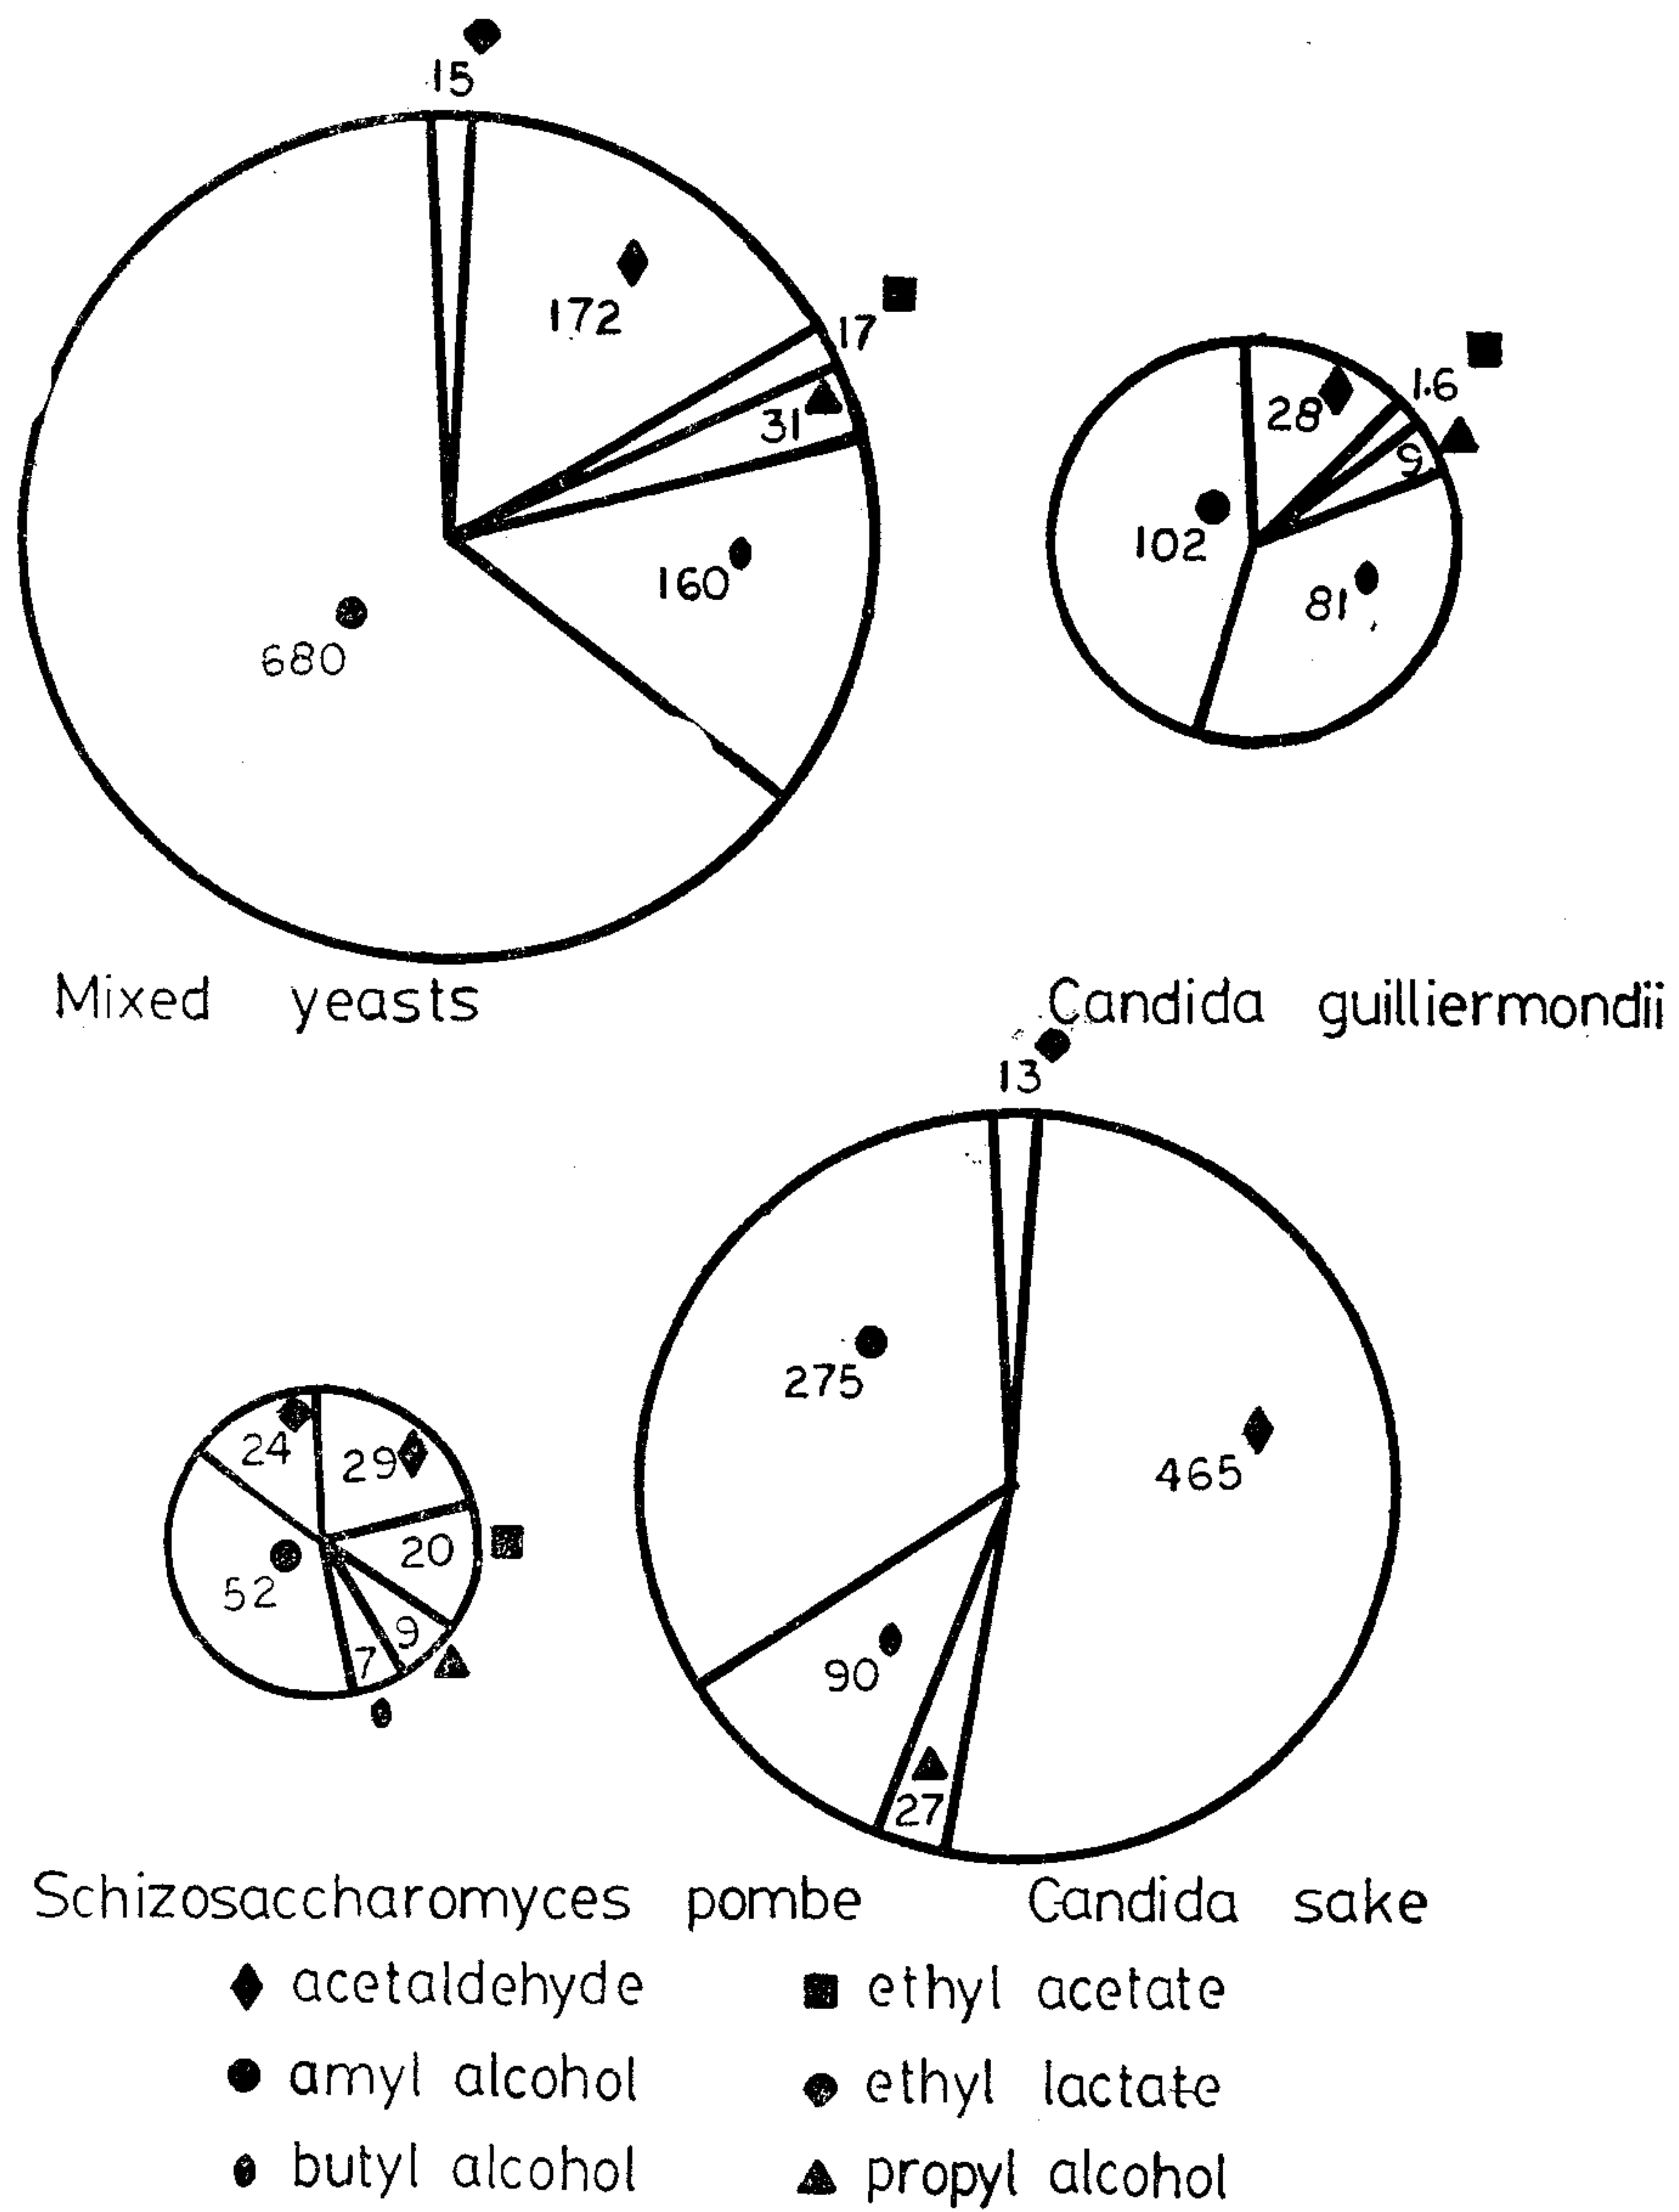 15
172
17
31
160
680
1.6
28
9
102
81
Mixed yeasts
Candida guilliermondii
13
275
465
90
27
24
29
20
52
9
7
Schizosaccharomyces pombe
Candida sake
acetaldehyde
ethyl acetate
amyl alcohol
ethyl lactate
butyl alcohol
propyl alcohol